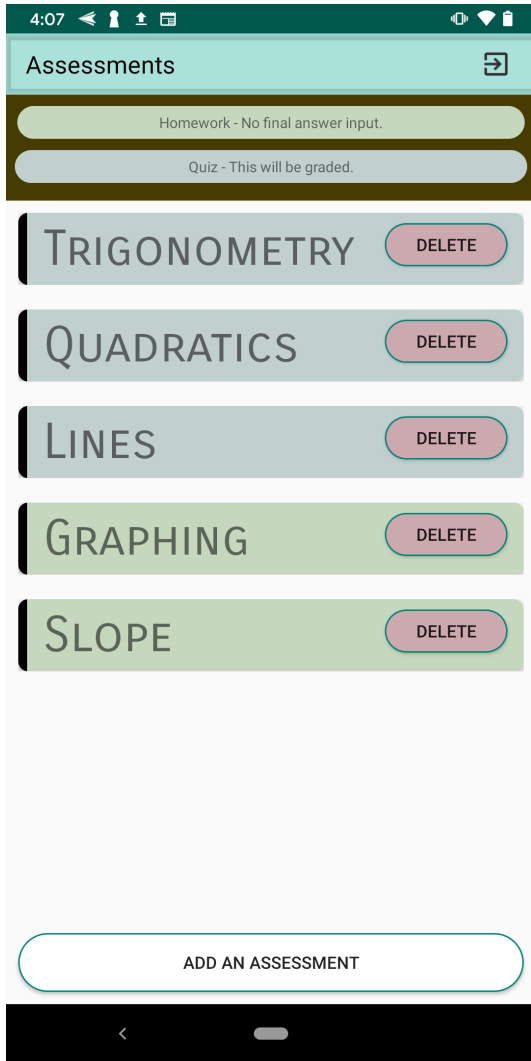 4:07
Assessments
Homework - No final answer input.
Quiz - This will be graded.
Trigonometry DELETE
Quadratics DELETE
Lines DELETE
Graphing DELETE
Slope DELETE
ADD AN ASSESSMENT